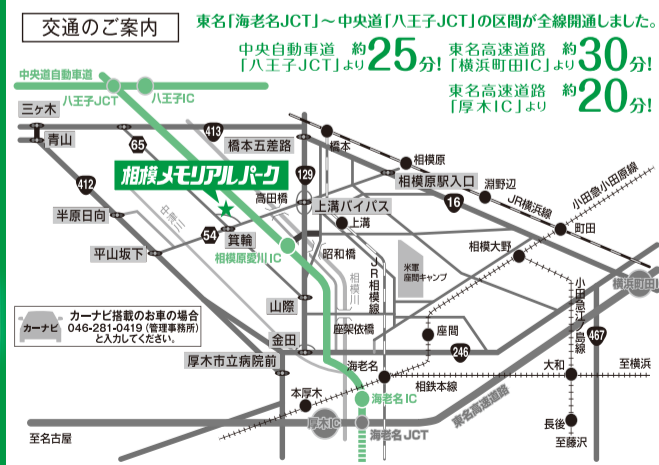 交通のご案内
東名「海老名JCT」～中央道「八王子JCT」の区間が全線開通しました。
中央自動車道「八王子JCT」より 約25分!
東名高速道路「横浜町田IC」より 約30分!
東名高速道路「厚木IC」より 約20分!
中央道自動車道
八王子JCT
八王子IC
三ヶ木
青山
413
65
橋本五差路
橋本
相模原
412
相模メモリアルパーク
129
相模原駅入口
淵野辺
JR横浜線
小田急小田原線
高田橋
中津川
16
半原日向
上溝バイパス
上溝
町田
54
箕輪
平山坂下
相模原愛川IC
昭和橋
相模大野
JR相模線
米軍
座間キャンプ
相模川
横浜町田IC
山際
小田急江ノ島線
カーナビ
カーナビ搭載のお車の場合
046-281-0419(管理事務所)
と入力してください。
座架依橋
座間
467
金田
246
厚木市立病院前
海老名
大和
至横浜
相鉄本線
本厚木
海老名IC
東名高速道路
厚木IC
長後
至名古屋
海老名JCT
至藤沢